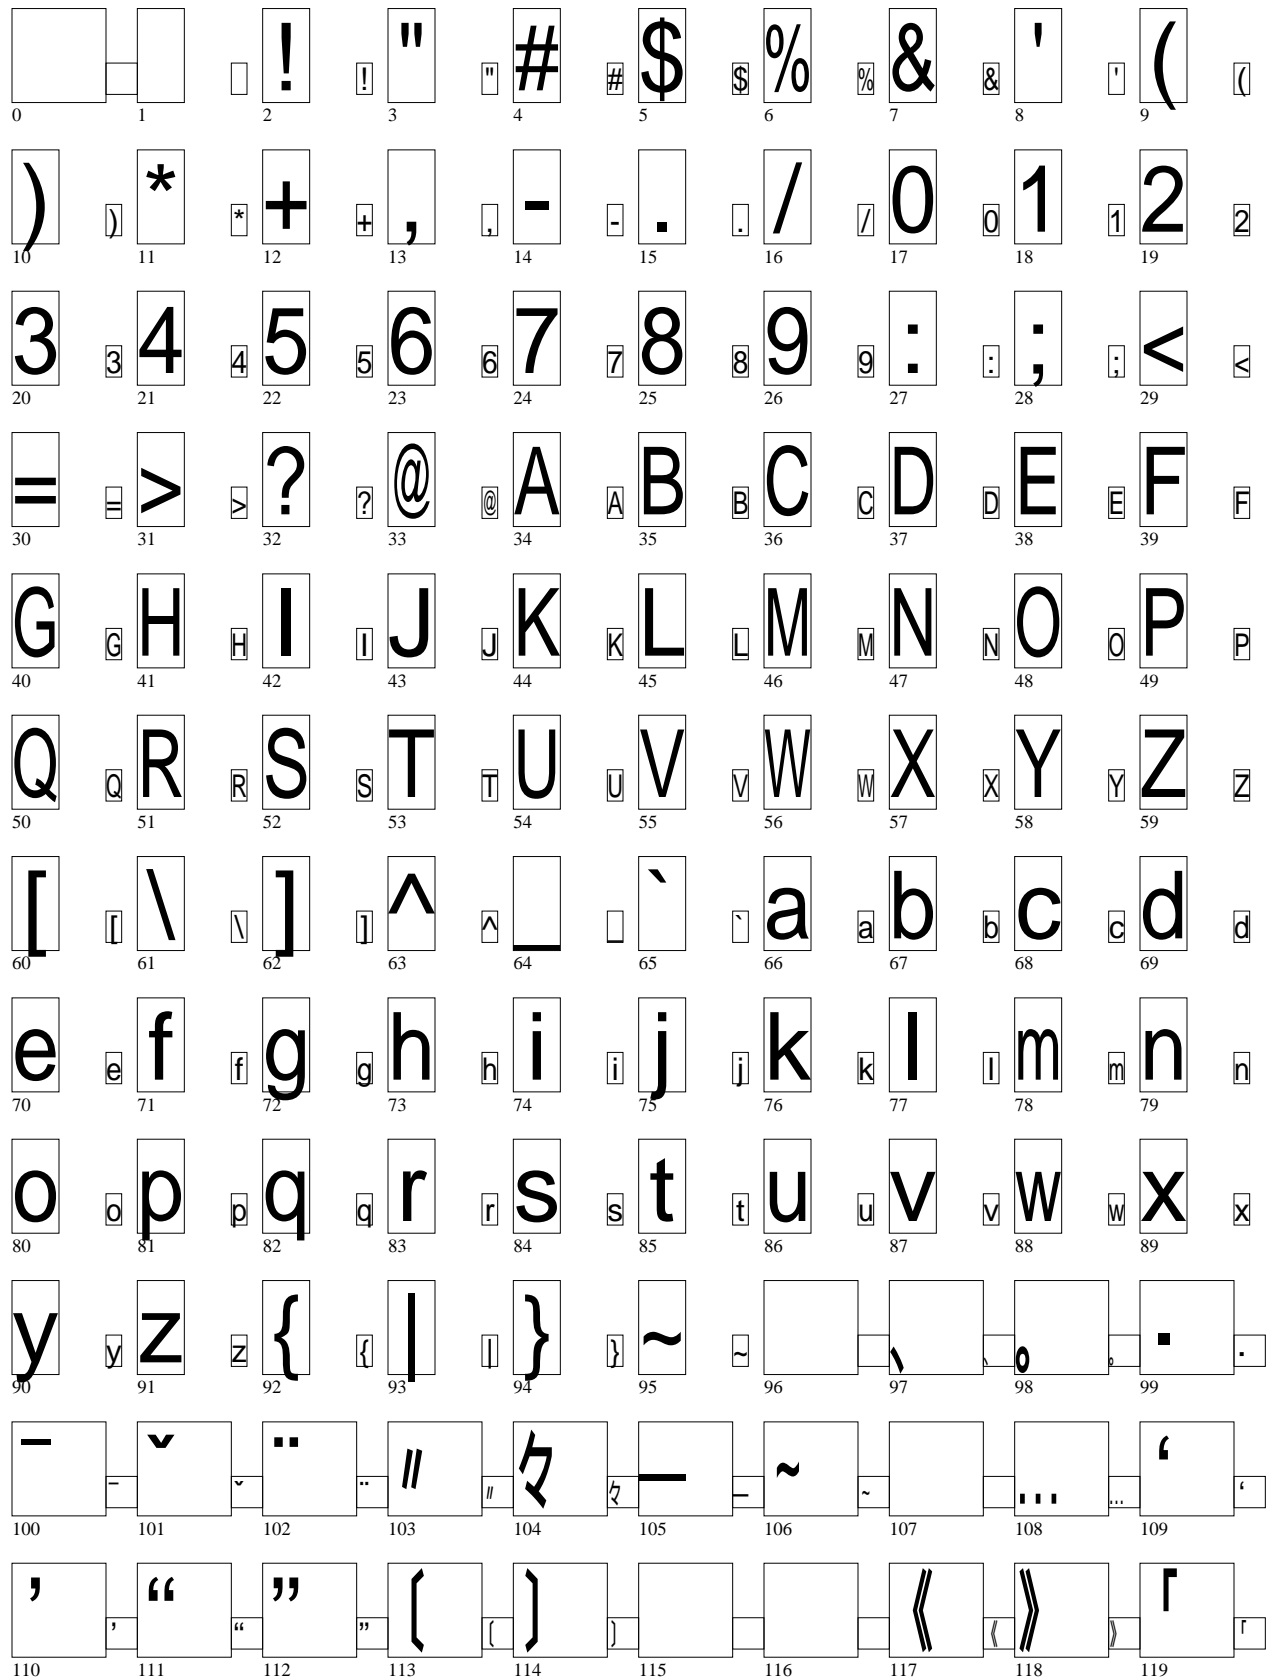 ! ! " " # # $ $ % % & & ' ' ( (
0 1 2 3 4 5 6 7 8 9
) ) * * + + , , - - . . / / 0 0 1 1 2 2
10 11 12 13 14 15 16 17 18 19
3 3 4 4 5 5 6 6 7 7 8 8 9 9 : : ; ; < <
20 21 22 23 24 25 26 27 28 29
= = > > ? ? @ @ A A B B C C D D E E F F
30 31 32 33 34 35 36 37 38 39
G G H H I I J J K K L L M M N N O O P P
40 41 42 43 44 45 46 47 48 49
Q Q R R S S T T U U V V W W X X Y Y Z Z
50 51 52 53 54 55 56 57 58 59
[ [ \ \ ] ] ^ ^ _ _ ` ` a a b b c c d d
60 61 62 63 64 65 66 67 68 69
e e f f g g h h i i j j k k l l m m n n
70 71 72 73 74 75 76 77 78 79
o o p p q q r r s s t t u u v v w w x x
80 81 82 83 84 85 86 87 88 89
y y z z { { | | } } ~ ~ 、 、 。 。 · ·
90 91 92 93 94 95 96 97 98 99
ˉ ˉ ˇ ˇ ¨ ¨ 〃 〃 々 々 — — ~ ~ … … ‘ ‘
100 101 102 103 104 105 106 107 108 109
’ ’ “ “ ” ” 〔 〔 〕 〕 《 《 》 》 「 「
110 111 112 113 114 115 116 117 118 119